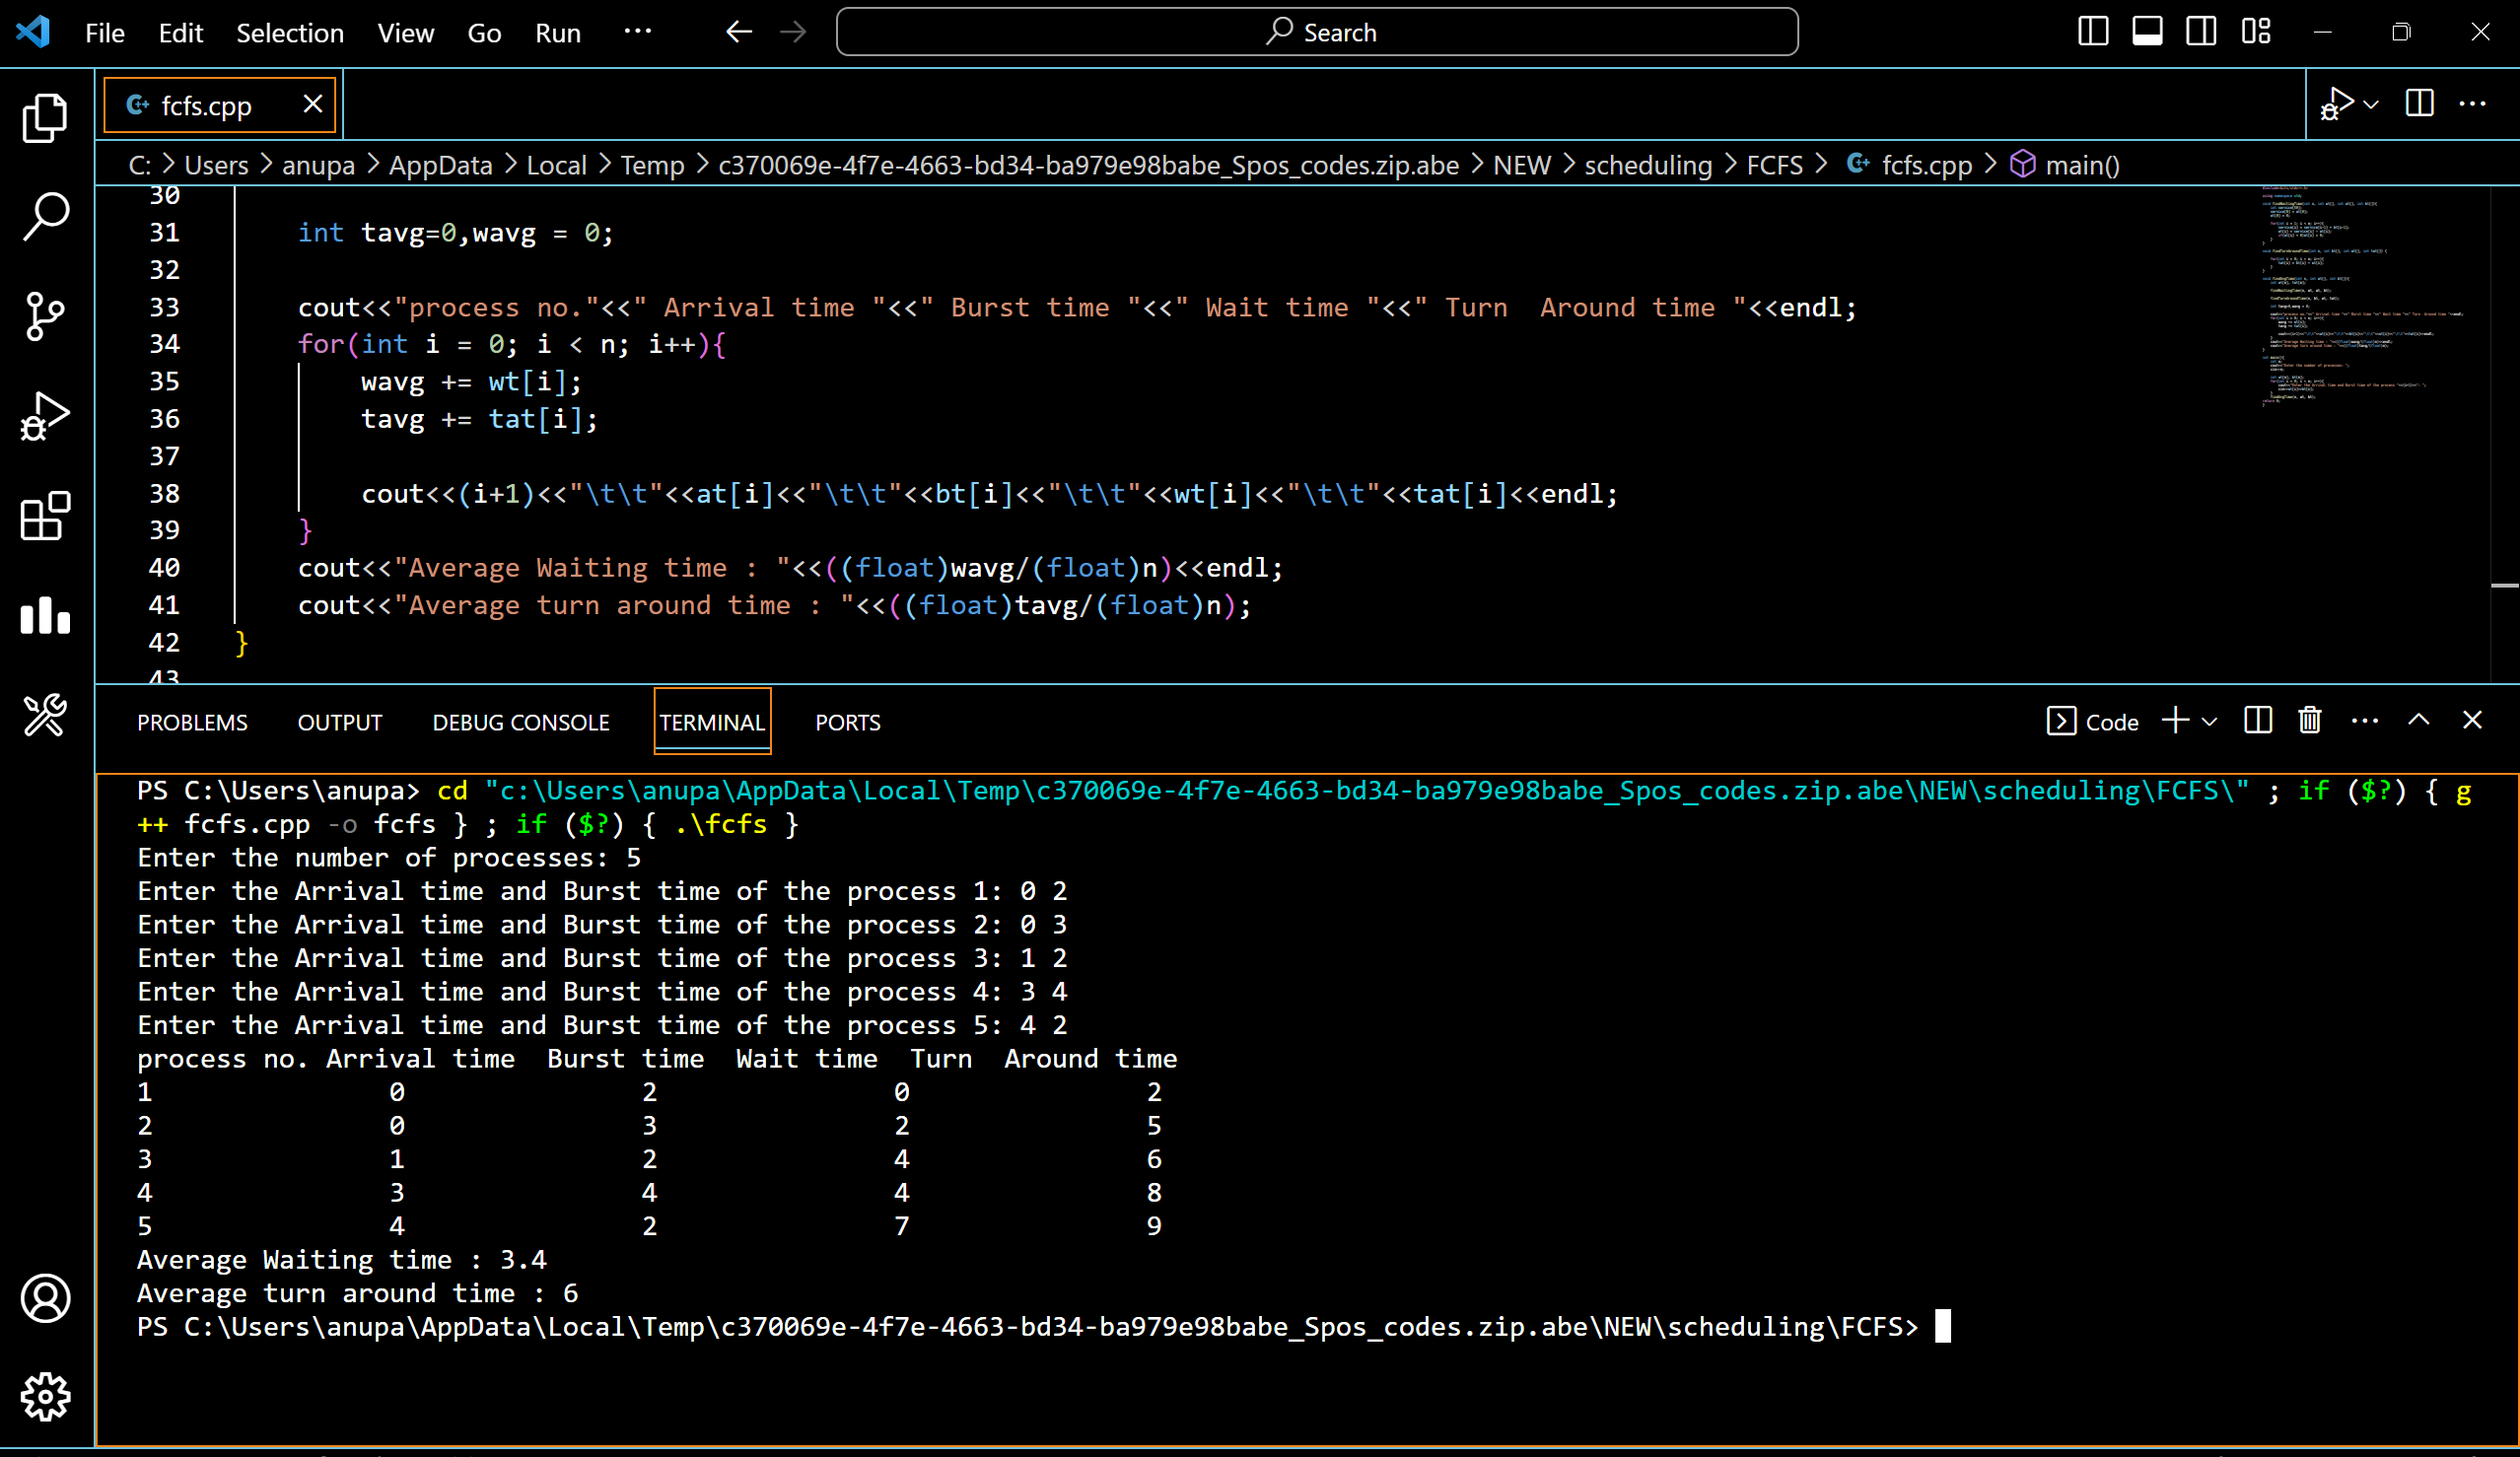 File Edit Selection View Go Run ··· Search
fcfs.cpp
C: > Users > anupa > AppData > Local > Temp > c370069e-4f7e-4663-bd34-ba979e98babe_Spos_codes.zip.abe > NEW > scheduling > FCFS > fcfs.cpp > main()
30
31 int tavg=0,wavg = 0;
32
33 cout<<"process no."<<" Arrival time "<<" Burst time "<<" Wait time "<<" Turn  Around time "<<endl;
34 for(int i = 0; i < n; i++){
35 wavg += wt[i];
36 tavg += tat[i];
37
38 cout<<(i+1)<<"\t\t"<<at[i]<<"\t\t"<<bt[i]<<"\t\t"<<wt[i]<<"\t\t"<<tat[i]<<endl;
39 }
40 cout<<"Average Waiting time : "<<((float)wavg/(float)n)<<endl;
41 cout<<"Average turn around time : "<<((float)tavg/(float)n);
42 }
43
PROBLEMS OUTPUT DEBUG CONSOLE TERMINAL PORTS Code
PS C:\Users\anupa> cd "c:\Users\anupa\AppData\Local\Temp\c370069e-4f7e-4663-bd34-ba979e98babe_Spos_codes.zip.abe\NEW\scheduling\FCFS\" ; if ($?) { g
++ fcfs.cpp -o fcfs } ; if ($?) { .\fcfs }
Enter the number of processes: 5
Enter the Arrival time and Burst time of the process 1: 0 2
Enter the Arrival time and Burst time of the process 2: 0 3
Enter the Arrival time and Burst time of the process 3: 1 2
Enter the Arrival time and Burst time of the process 4: 3 4
Enter the Arrival time and Burst time of the process 5: 4 2
process no. Arrival time  Burst time  Wait time  Turn  Around time
1 0 2 0 2
2 0 3 2 5
3 1 2 4 6
4 3 4 4 8
5 4 2 7 9
Average Waiting time : 3.4
Average turn around time : 6
PS C:\Users\anupa\AppData\Local\Temp\c370069e-4f7e-4663-bd34-ba979e98babe_Spos_codes.zip.abe\NEW\scheduling\FCFS>